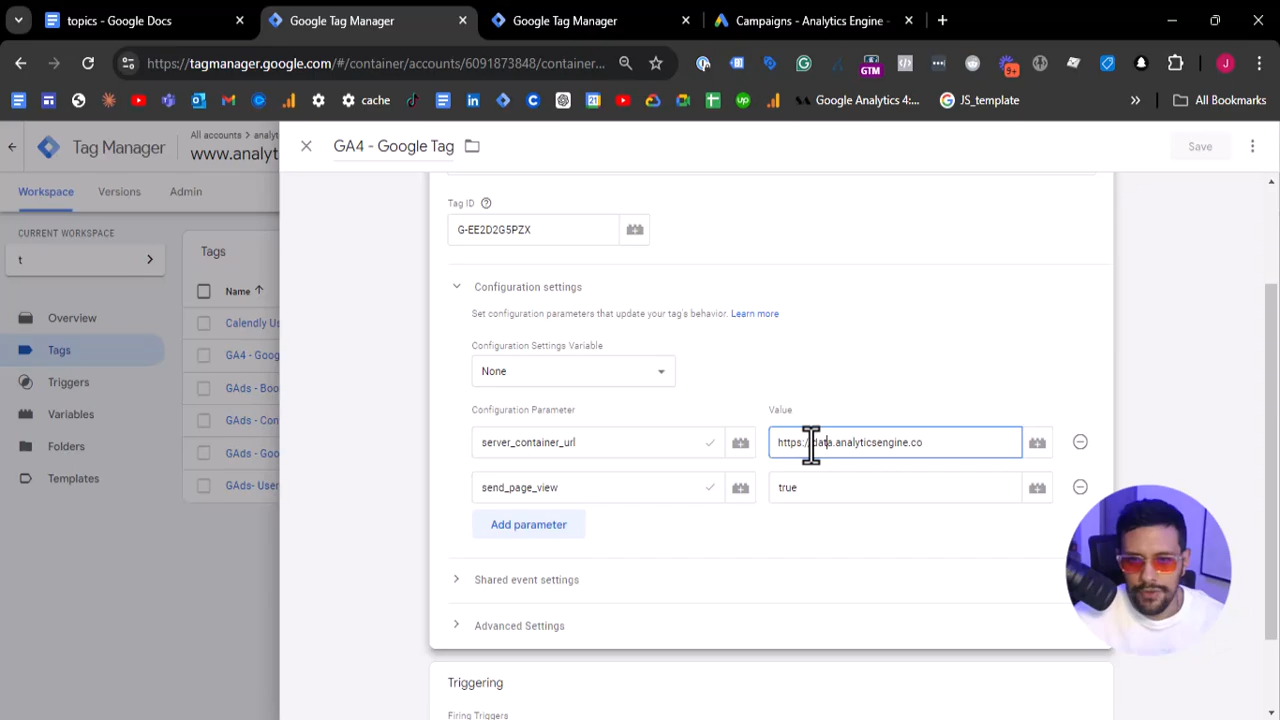 topics - Google Docs
Google Tag Manager
Google Tag Manager
Campaigns - Analytics Engine -
https://tagmanager.google.com/#/container/accounts/6091873848/container...
GTM
9+
J
cache
Google Analytics 4:...
JS_template
All Bookmarks
Tag Manager
All accounts > analyt
www.analyt
GA4 - Google Tag
Save
Workspace
Versions
Admin
CURRENT WORKSPACE
t
Overview
Tags
Triggers
Variables
Folders
Templates
Tags
Name
Calendly Us
GA4 - Goog
GAds - Boo
GAds - Con
GAds - Con
GAds- User
Tag ID
G-EE2D2G5PZX
Configuration settings
Set configuration parameters that update your tag's behavior. Learn more
Configuration Settings Variable
None
Configuration Parameter
Value
server_container_url
https://data.analyticsengine.co
send_page_view
true
Add parameter
Shared event settings
Advanced Settings
Triggering
Firing Triggers